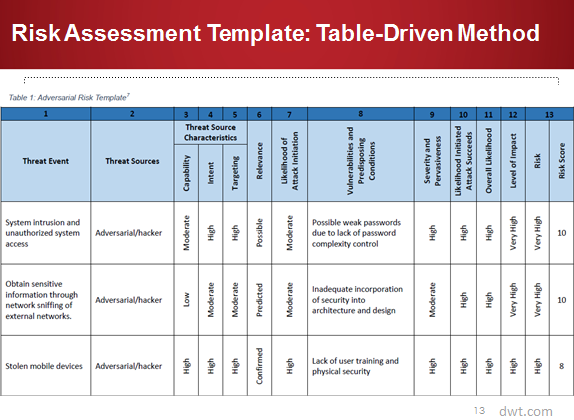 Risk Assessment Template: Table-Driven Method
Table 1: Adversarial Risk Template7
1 2 3 4 5 6 7 8 9 10 11 12 13
Threat Event
Threat Sources
Threat Source
Characteristics
Capability
Intent
Targeting
Relevance
Likelihood of
Attack Initiation
Vulnerabilities and
Predisposing
Conditions
Severity and
Pervasiveness
Likelihood Initiated
Attack Succeeds
Overall Likelihood
Level of Impact
Risk
Risk Score
System intrusion and
unauthorized system
access
Adversarial/hacker
Moderate
High
High
Possible
Moderate
Possible weak passwords
due to lack of password
complexity control
High
High
High
Very High
Very High
10
Obtain sensitive
information through
network sniffing of
external networks.
Adversarial/hacker
Low
Moderate
Moderate
Predicted
Moderate
Inadequate incorporation
of security into
architecture and design
Moderate
High
High
Very High
Very High
10
Stolen mobile devices
Adversarial/hacker
High
High
High
Confirmed
High
Lack of user training and
physical security
High
High
High
High
High
8
13 dwt.com